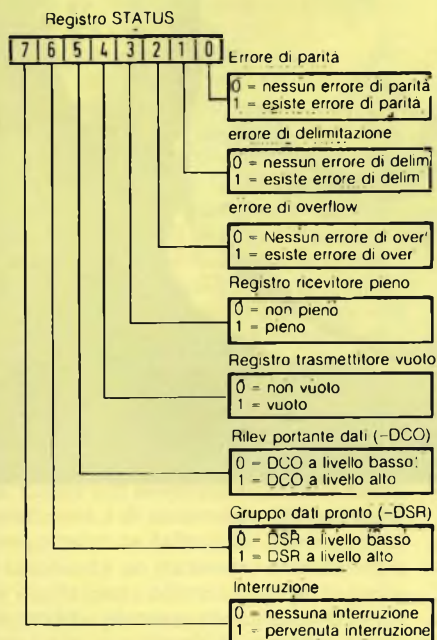 Registro STATUS
7 6 5 4 3 2 1 0
Errore di parità
0 = nessun errore di parità
1 = esiste errore di parità
errore di delimitazione
0 = nessun errore di delim
1 = esiste errore di delim
errore di overflow
0 = Nessun errore di over'
1 = esiste errore di over
Registro ricevitore pieno
0 = non pieno
1 = pieno
Registro trasmettitore vuoto
0 = non vuoto
1 = vuoto
Rilev portante dati (-DCO)
0 = DCO a livello basso
1 = DCO a livello alto
Gruppo dati pronto (-DSR)
0 = DSR a livello basso
1 = DSR a livello alto
Interruzione
0 = nessuna interruzione
1 = pervenuta interruzione